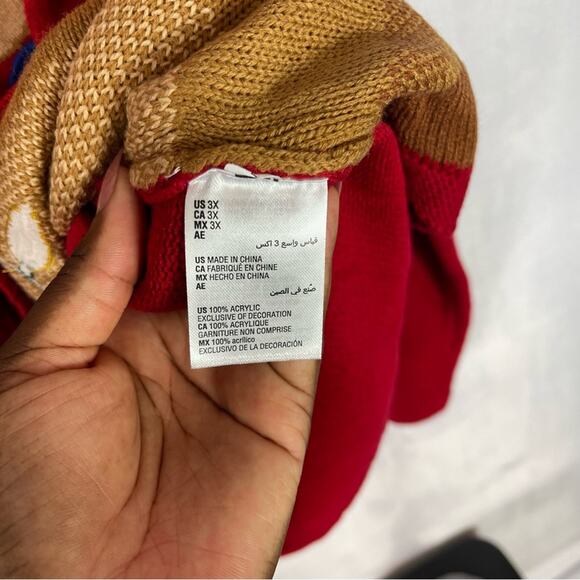 US 3X
CA 3X
MX 3X
AE
قياس واسع 3 اكس
US MADE IN CHINA
CA FABRIQUÉ EN CHINE
MX HECHO EN CHINA
AE
صنع في الصين
US 100% ACRYLIC
EXCLUSIVE OF DECORATION
CA 100% ACRYLIQUE
GARNITURE NON COMPRISE
MX 100% acrílico
EXCLUSIVO DE LA DECORACIÓN